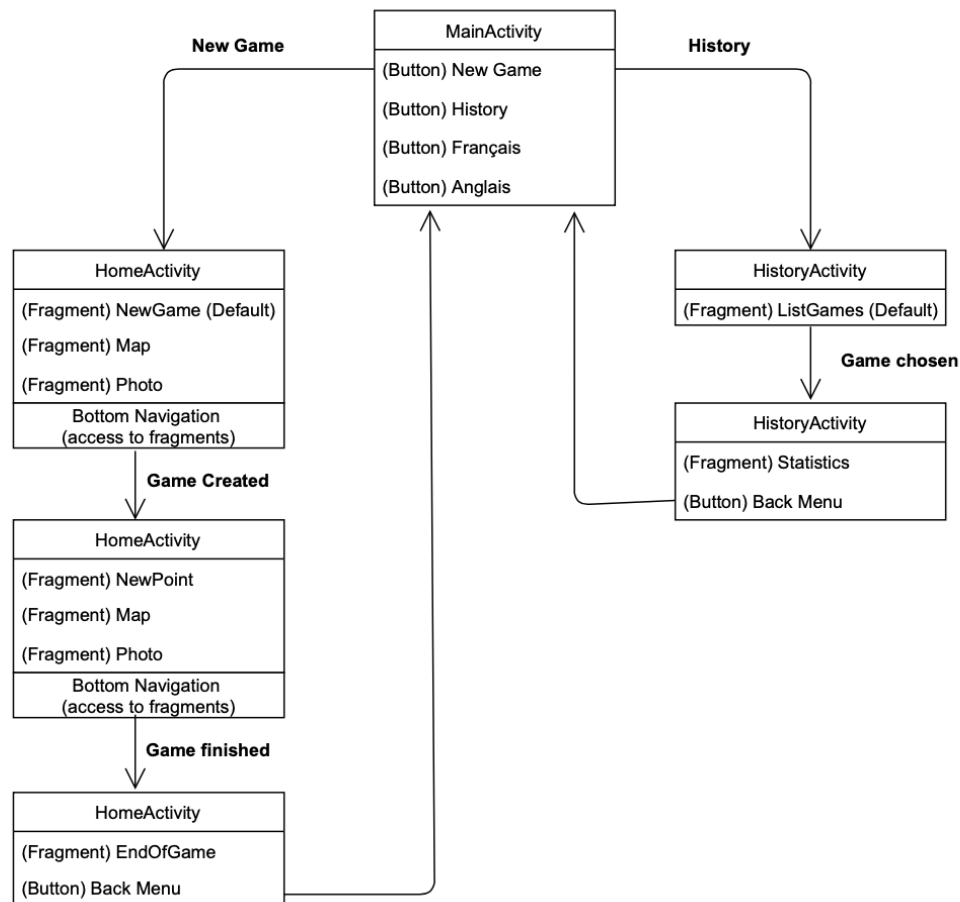 MainActivity
New Game
History
(Button) New Game
(Button) History
(Button) Français
(Button) Anglais
HomeActivity
(Fragment) NewGame (Default)
(Fragment) Map
(Fragment) Photo
Bottom Navigation
(access to fragments)
Game Created
HomeActivity
(Fragment) NewPoint
(Fragment) Map
(Fragment) Photo
Bottom Navigation
(access to fragments)
Game finished
HomeActivity
(Fragment) EndOfGame
(Button) Back Menu
HistoryActivity
(Fragment) ListGames (Default)
Game chosen
HistoryActivity
(Fragment) Statistics
(Button) Back Menu